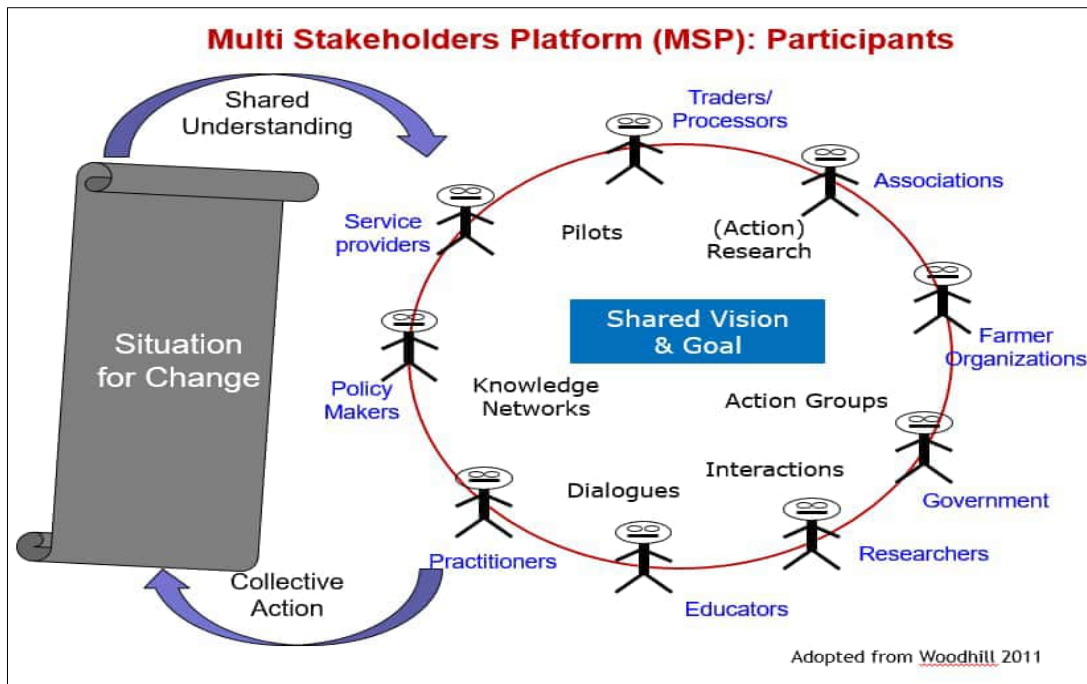 Multi Stakeholders Platform (MSP): Participants
Shared
Understanding
Traders/
Processors
Associations
Service
providers
Pilots
(Action)
Research
Situation
for Change
Shared Vision
& Goal
Farmer
Organizations
Policy
Makers
Knowledge
Networks
Action Groups
Interactions
Dialogues
Government
Practitioners
Researchers
Educators
Collective
Action
Adopted from Woodhill 2011